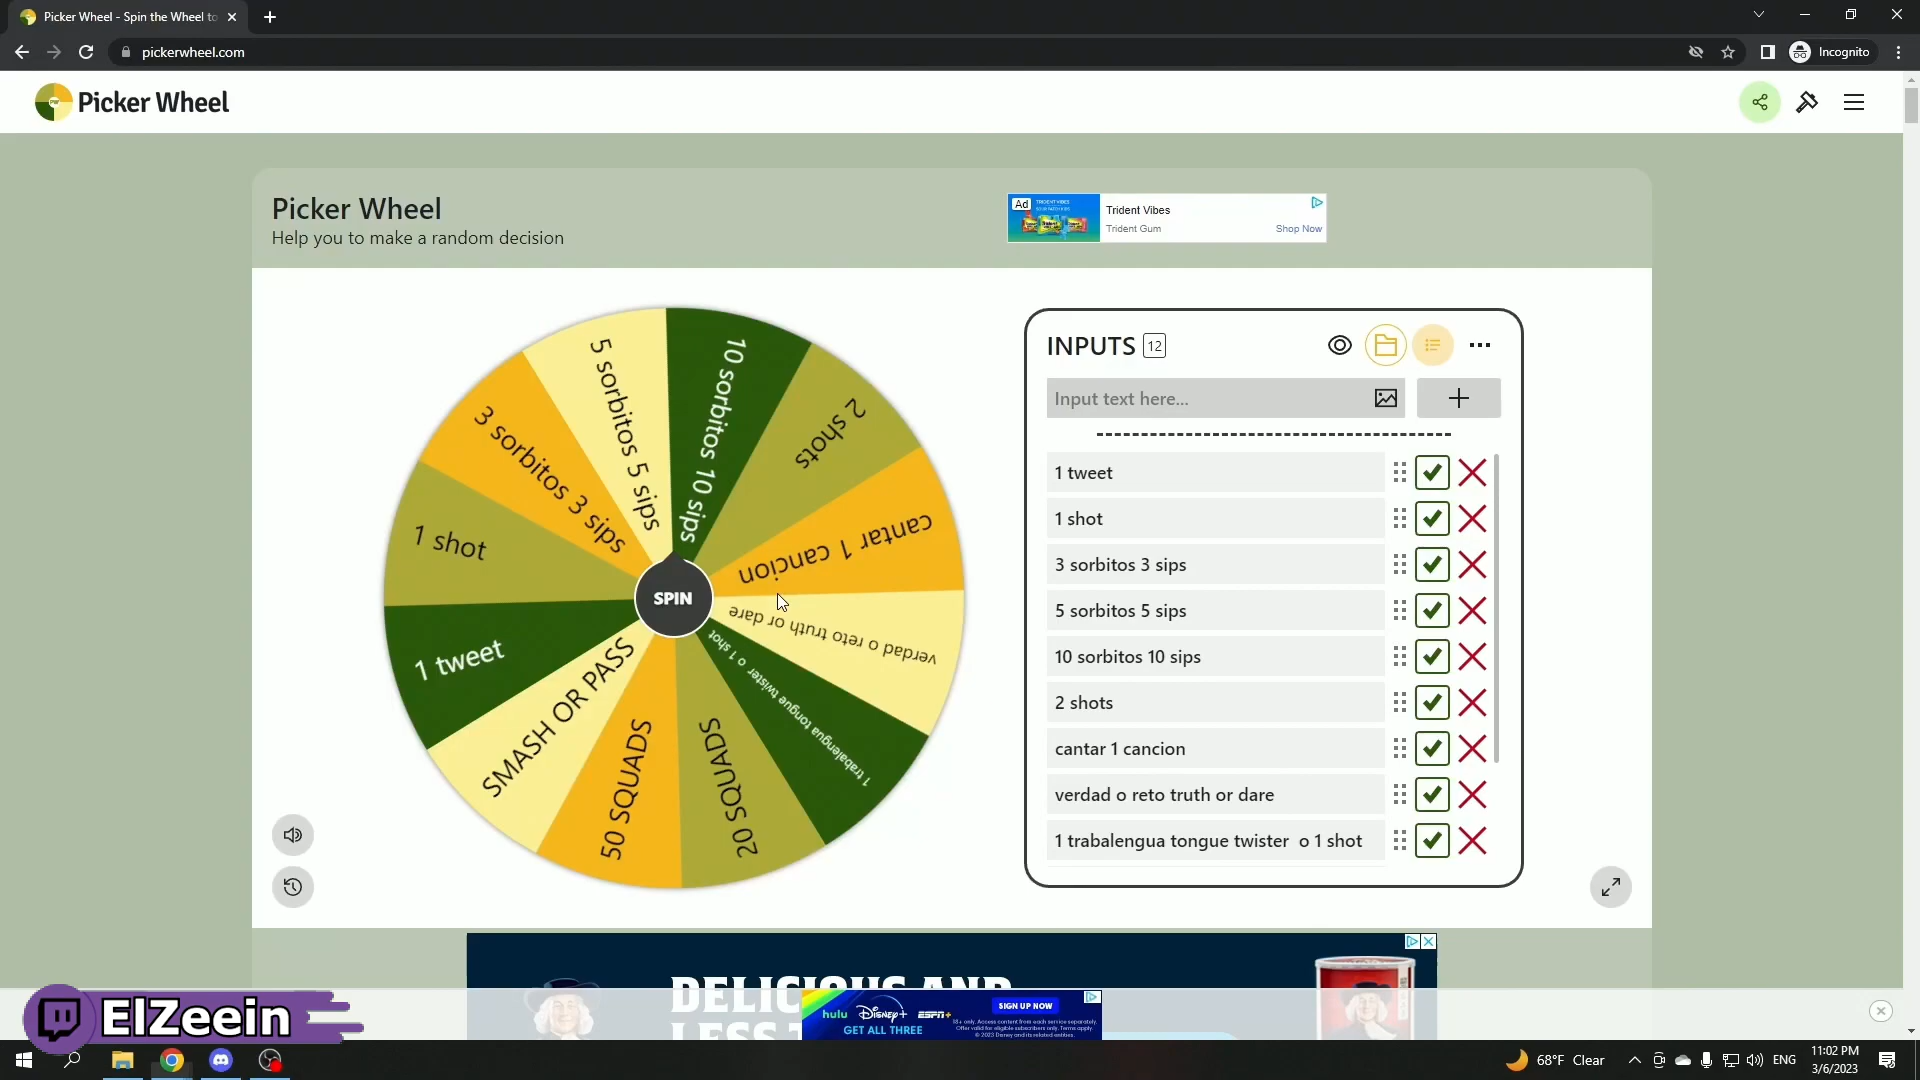 Picker Wheel - Spin the Wheel to
pickerwheel.com
Incognito
Picker Wheel
Picker Wheel
Help you to make a random decision
Ad
Trident Vibes
Trident Gum
Shop Now
5 sorbitos 5 sips
10 sorbitos 10 sips
2 shots
cantar 1 cancion
verdad o reto truth or dare
1 trabalengua tongue twister o 1 shot
20 SQUADS
50 SQUADS
SMASH OR PASS
1 tweet
1 shot
3 sorbitos 3 sips
SPIN
INPUTS 12
Input text here...
1 tweet
1 shot
3 sorbitos 3 sips
5 sorbitos 5 sips
10 sorbitos 10 sips
2 shots
cantar 1 cancion
verdad o reto truth or dare
1 trabalengua tongue twister o 1 shot
DELICIOUS AND
LESS
hulu Disney+ ESPN+
GET ALL THREE
SIGN UP NOW
ElZeein
68°F Clear
ENG
11:02 PM
3/6/2023